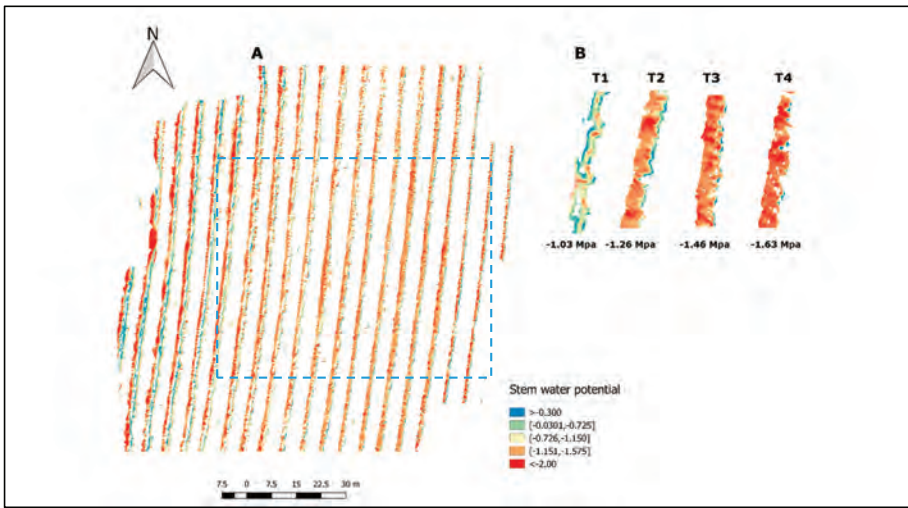 N
A
B
T1 T2 T3 T4
-1.03 Mpa -1.26 Mpa -1.46 Mpa -1.63 Mpa
Stem water potential
>-0.300
[-0.0301,-0.725]
[-0.726,-1.150]
[-1.151,-1.575]
<-2.00
7.5 0 7.5 15 22.5 30 m